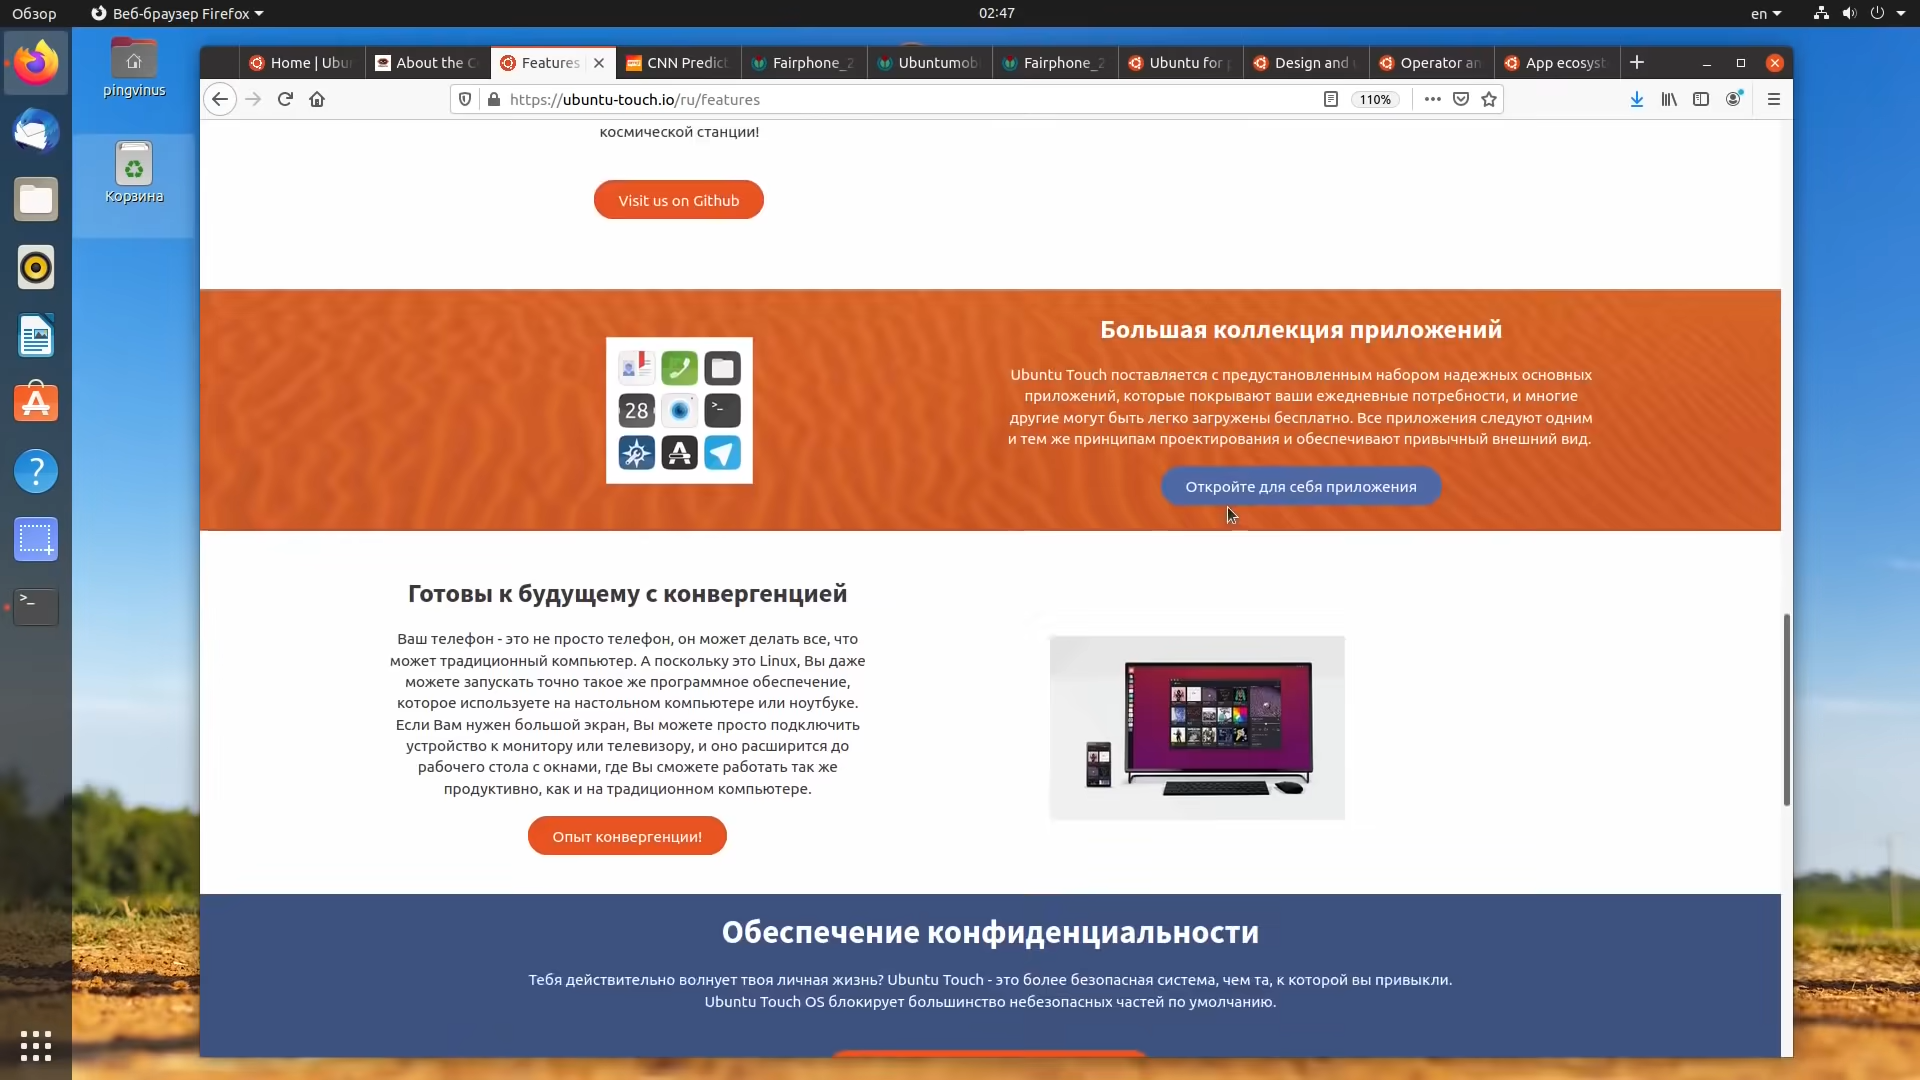 Обзор
Веб-браузер Firefox
02:47
en
pingvinus
Корзина
Home | Ubu
About the C
Features
CNN Predict
Fairphone_2
Ubuntumob
Fairphone_2
Ubuntu for p
Design and
Operator an
App ecosyst
https://ubuntu-touch.io/ru/features
110%
космической станции!
Visit us on Github
28
Большая коллекция приложений
Ubuntu Touch поставляется с предустановленным набором надежных основных
приложений, которые покрывают ваши ежедневные потребности, и многие
другие могут быть легко загружены бесплатно. Все приложения следуют одним
и тем же принципам проектирования и обеспечивают привычный внешний вид.
Откройте для себя приложения
Готовы к будущему с конвергенцией
Ваш телефон - это не просто телефон, он может делать все, что
может традиционный компьютер. А поскольку это Linux, Вы даже
можете запускать точно такое же программное обеспечение,
которое используете на настольном компьютере или ноутбуке.
Если Вам нужен большой экран, Вы можете просто подключить
устройство к монитору или телевизору, и оно расширится до
рабочего стола с окнами, где Вы сможете работать так же
продуктивно, как и на традиционном компьютере.
Опыт конвергенции!
Обеспечение конфиденциальности
Тебя действительно волнует твоя личная жизнь? Ubuntu Touch - это более безопасная система, чем та, к которой вы привыкли.
Ubuntu Touch OS блокирует большинство небезопасных частей по умолчанию.